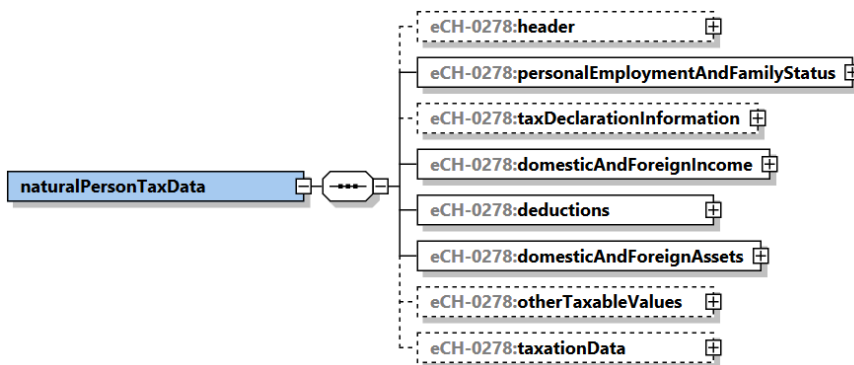 eCH-0278:header
eCH-0278:personalEmploymentAndFamilyStatus
eCH-0278:taxDeclarationInformation
naturalPersonTaxData
eCH-0278:domesticAndForeignIncome
eCH-0278:deductions
eCH-0278:domesticAndForeignAssets
eCH-0278:otherTaxableValues
eCH-0278:taxationData